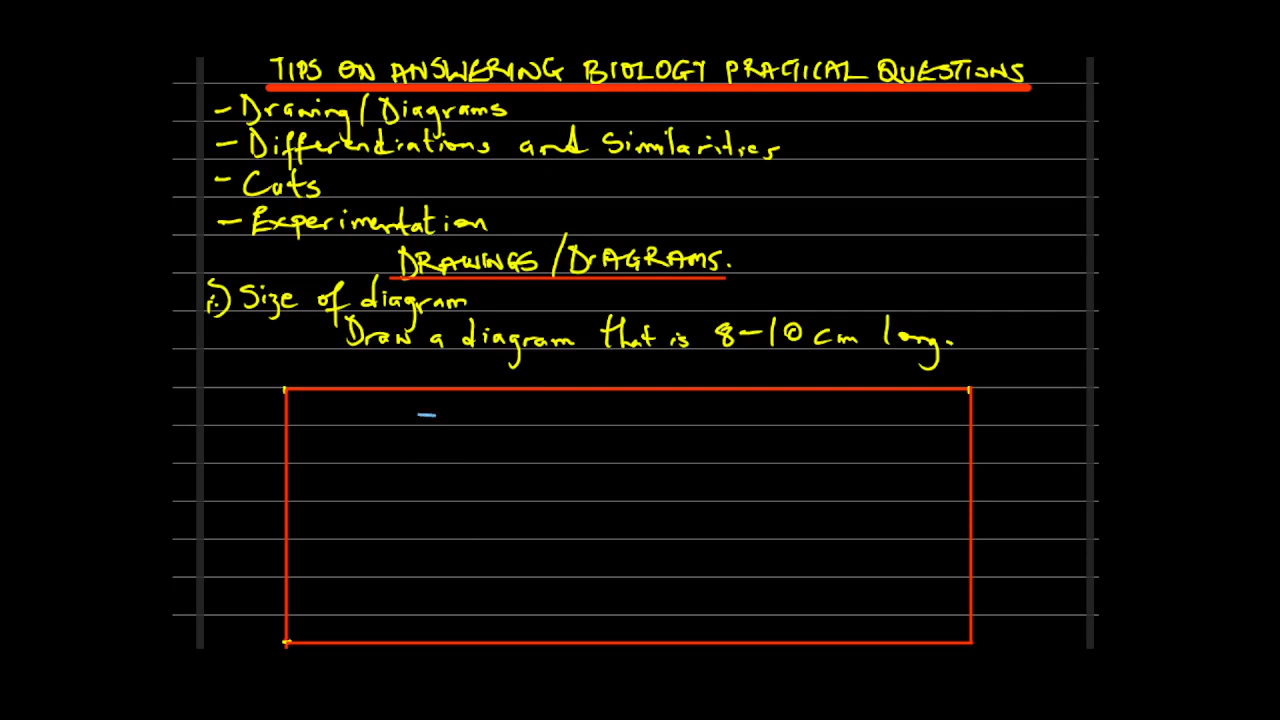 TIPS ON ANSWERING BIOLOGY PRACTICAL QUESTIONS
- Drawing/Diagrams
- Differentiations and Similarities
- Cuts
- Experimentation
DRAWINGS/DIAGRAMS.
i) Size of diagram
Draw a diagram that is 8-10 cm long.